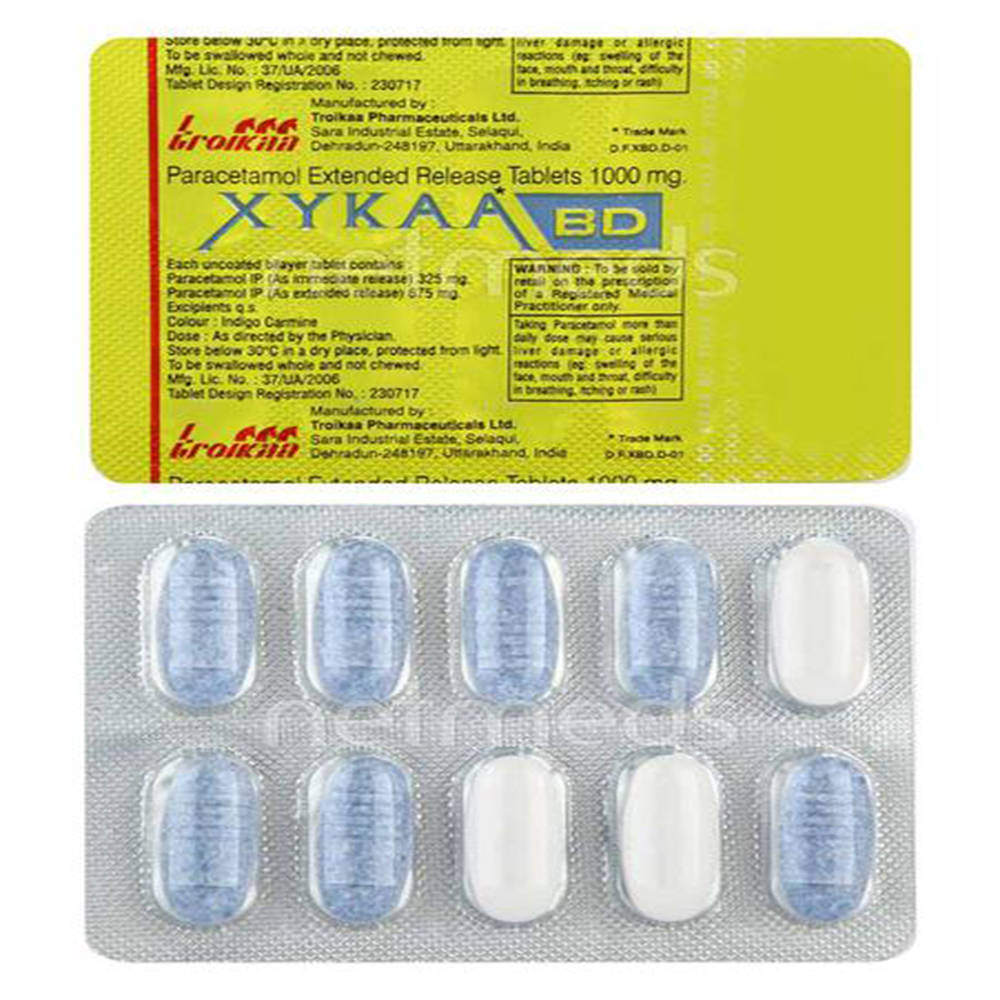 Store below 30°C in a dry place, protected from light.
To be swallowed whole and not chewed.
Mfg. Lic. No. : 37/UA/2006
Tablet Design Registration No. : 230717
liver damage or allergic
reactions (eg: swelling of the
face, mouth and throat, difficulty
in breathing, itching or rash)
Troikaa
Manufactured by :
Troikaa Pharmaceuticals Ltd.
Sara Industrial Estate, Selaqui,
Dehradun-248197, Uttarakhand, India
* Trade Mark
D.F.XBD.D-01
Paracetamol Extended Release Tablets 1000 mg.
XYKAA* BD
Each uncoated bilayer tablet contains
Paracetamol IP (As immediate release) 325 mg.
Paracetamol IP (As extended release) 675 mg.
Excipients q.s.
Colour : Indigo Carmine
Dose : As directed by the Physician.
Store below 30°C in a dry place, protected from light.
To be swallowed whole and not chewed.
Mfg. Lic. No. : 37/UA/2006
Tablet Design Registration No. : 230717
WARNING : To be sold by
retail on the prescription
of a Registered Medical
Practitioner only.
Taking Paracetamol more than
daily dose may cause serious
liver damage or allergic
reactions (eg: swelling of the
face, mouth and throat, difficulty
in breathing, itching or rash)
Troikaa
Manufactured by :
Troikaa Pharmaceuticals Ltd.
Sara Industrial Estate, Selaqui,
Dehradun-248197, Uttarakhand, India
* Trade Mark
D.F.XBD.D-01
Paracetamol Extended Release Tablets 1000 mg.
netmeds
netmeds